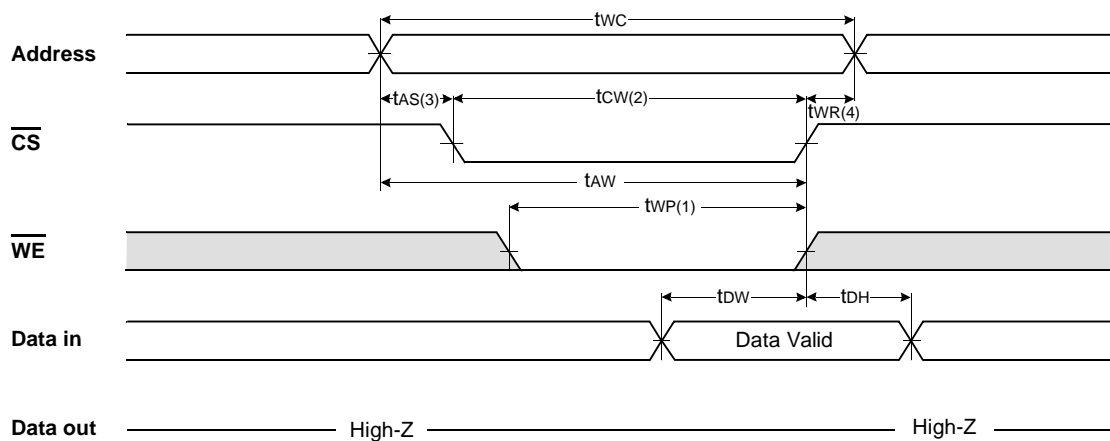 tWC
Address
tAS(3)
tCW(2)
tWR(4)
CS
tAW
tWP(1)
WE
tDW
tDH
Data in
Data Valid
Data out
High-Z
High-Z